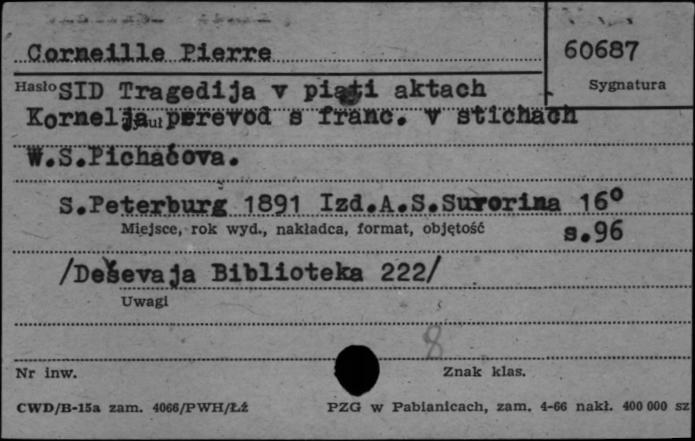 Corneille Pierre
60687
Hasło SID Tragedija v piati aktach
Sygnatura
Kornelja perevod s franc. v stichach
W.S.Pichačova.
S.Peterburg 1891 Izd.A.S.Suvorina 16°
Miejsce, rok wyd., nakładca, format, objętość
s.96
/Deševaja Biblioteka 222/
Uwagi
8
Nr inw.
Znak klas.
CWD/B-15a zam. 4066/PWH/Łź
PZG w Pabianicach, zam. 4-66 nakł. 400 000 sz